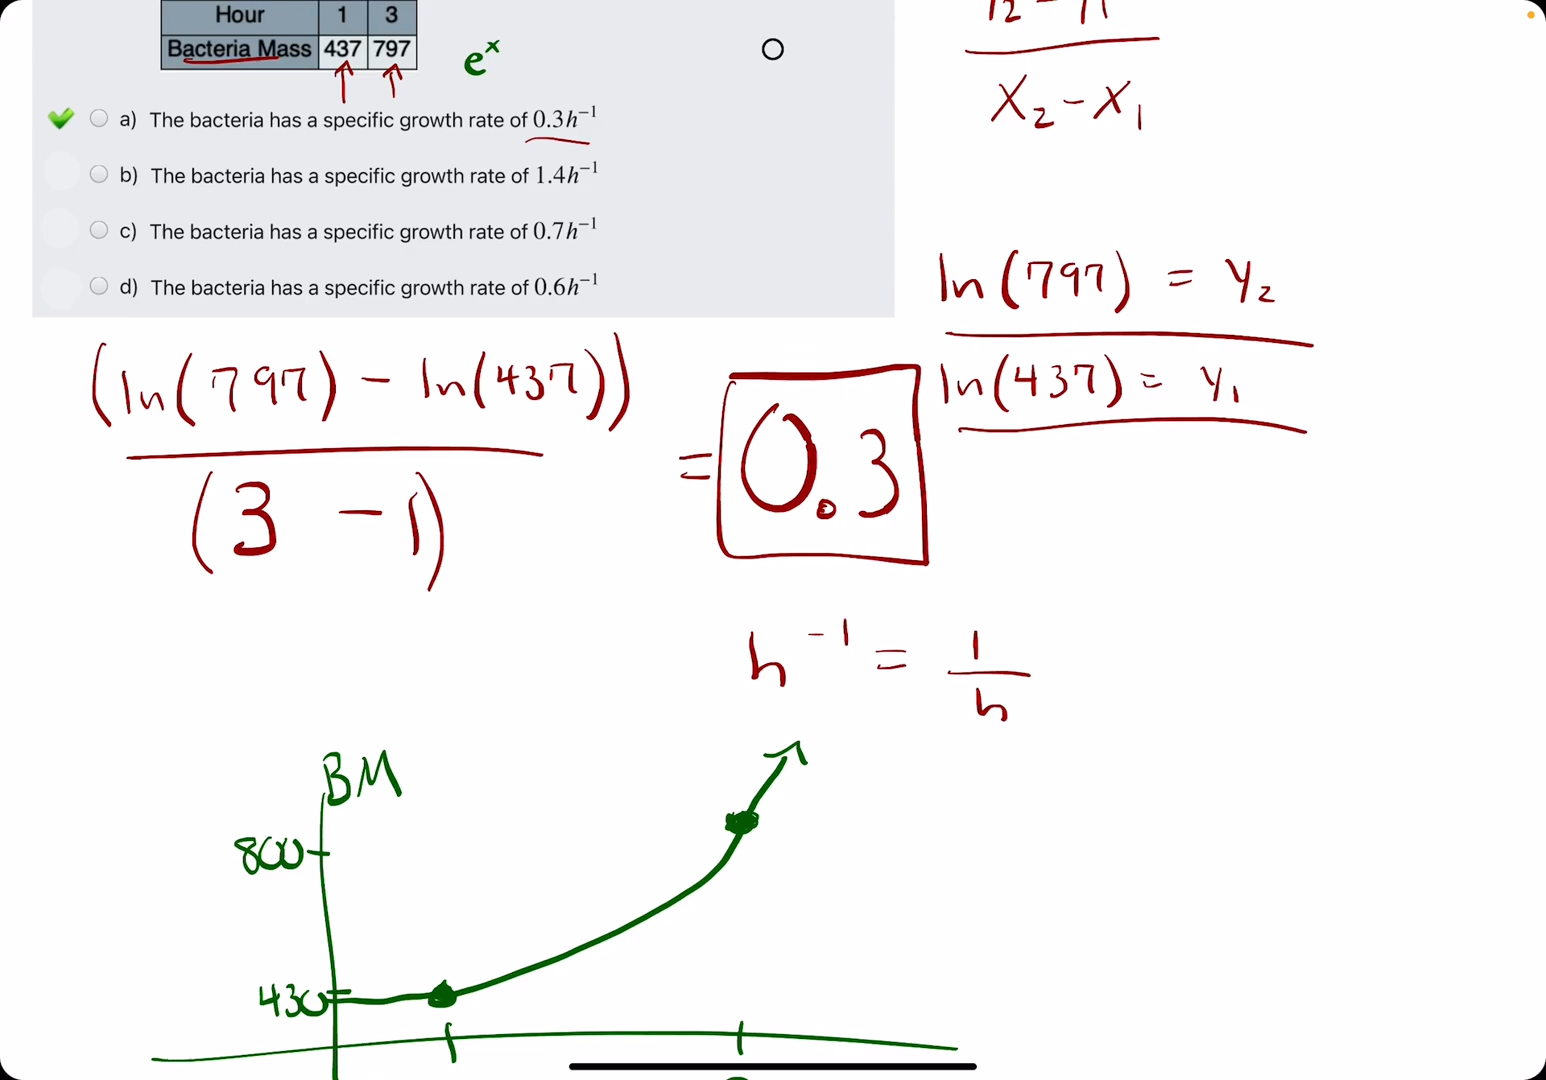 Hour 1 3
Bacteria Mass 437 797
eˣ
a) The bacteria has a specific growth rate of 0.3h⁻¹
b) The bacteria has a specific growth rate of 1.4h⁻¹
c) The bacteria has a specific growth rate of 0.7h⁻¹
d) The bacteria has a specific growth rate of 0.6h⁻¹
X₂ - X₁
ln(797) = Y₂
ln(437) = Y₁
(ln(797) - ln(437))
(3 - 1)
= 0.3
h⁻¹ = 1/h
BM
800
430